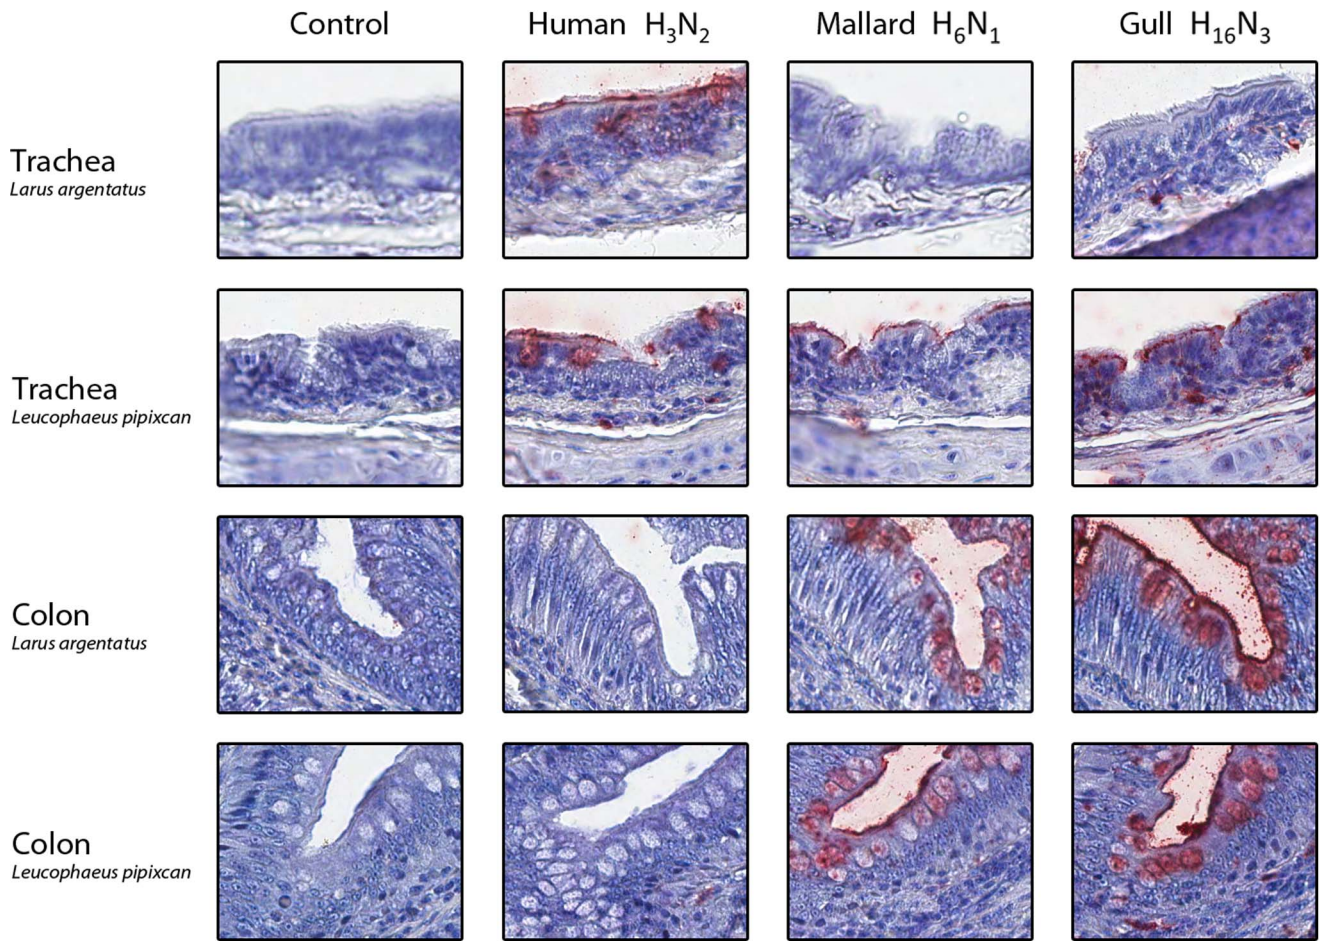 Control
Human H₃N₂
Mallard H₆N₁
Gull H₁₆N₃
Trachea
Larus argentatus
Trachea
Leucophaeus pipixcan
Colon
Larus argentatus
Colon
Leucophaeus pipixcan